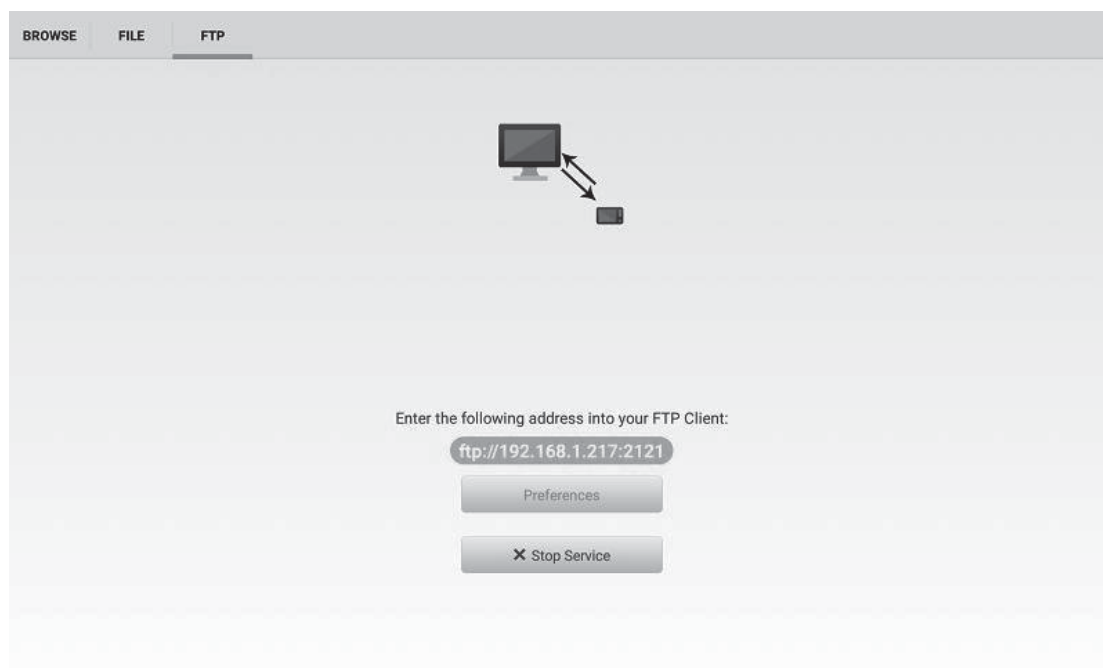 BROWSE FILE FTP
Enter the following address into your FTP Client:
ftp://192.168.1.217:2121
Preferences
✕ Stop Service